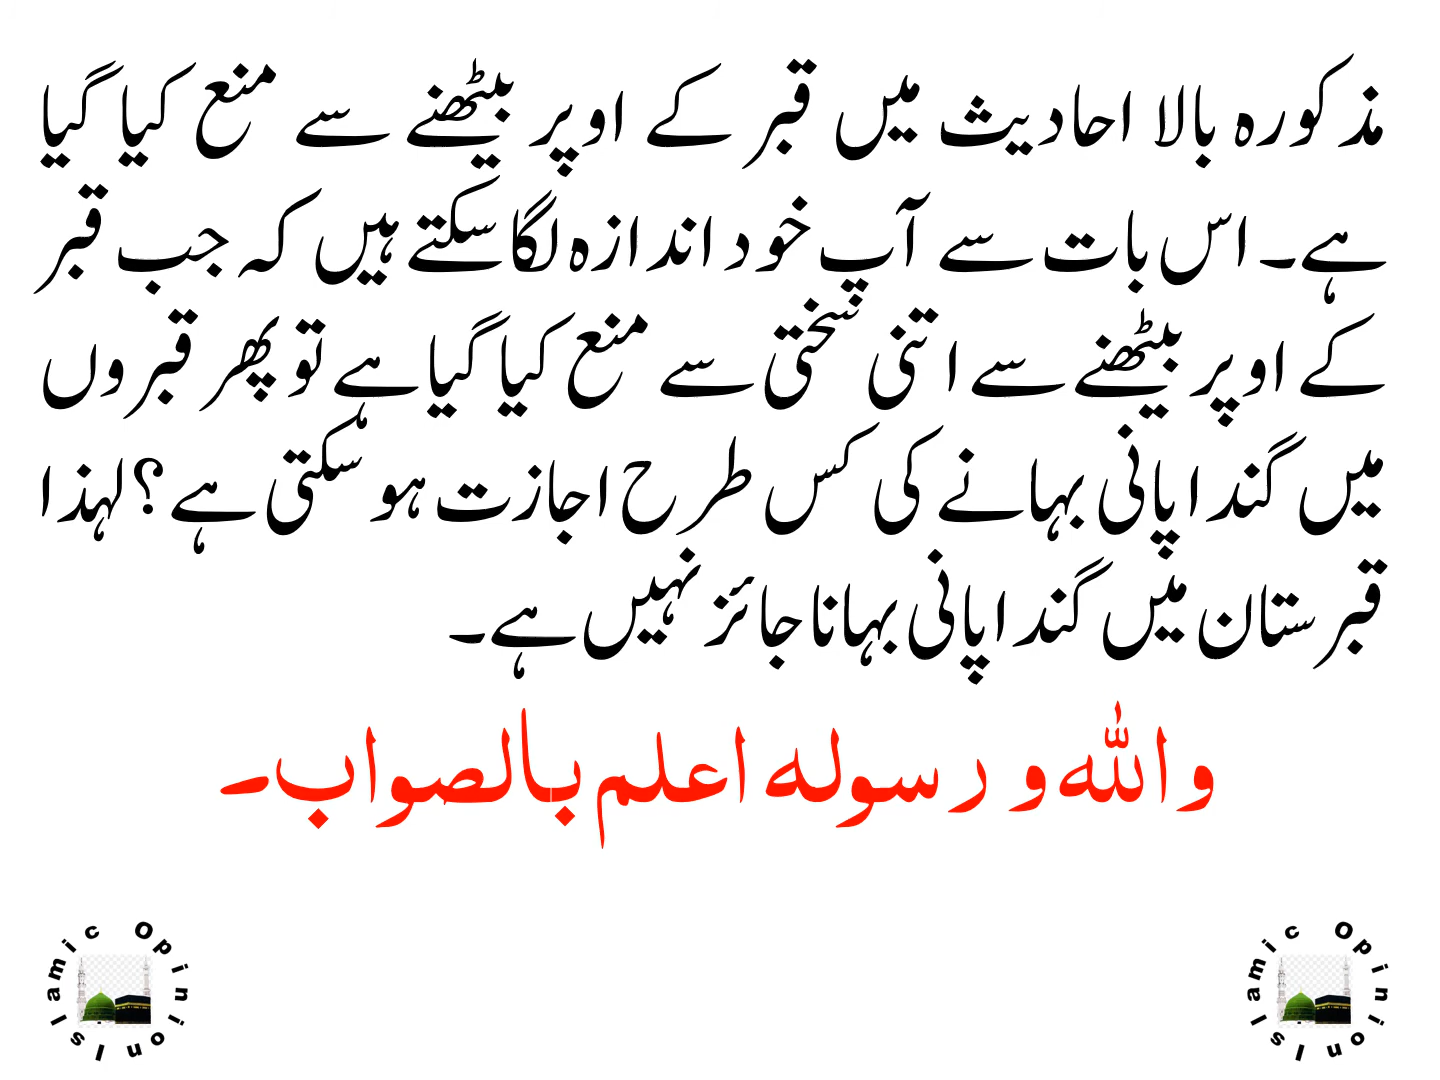 مذکورہ بالا احادیث میں قبر کے اوپر بیٹھنے سے منع کیا گیا
ہے۔ اس بات سے آپ خود اندازہ لگا سکتے ہیں کہ جب قبر
کے اوپر بیٹھنے سے اتنی سختی سے منع کیا گیا ہے تو پھر قبروں
میں گندا پانی بہانے کی کس طرح اجازت ہو سکتی ہے؟ لہذا
قبرستان میں گندا پانی بہانا جائز نہیں ہے۔
واللہ و رسولہ اعلم بالصواب۔
Islamic Opinion
Islamic Opinion